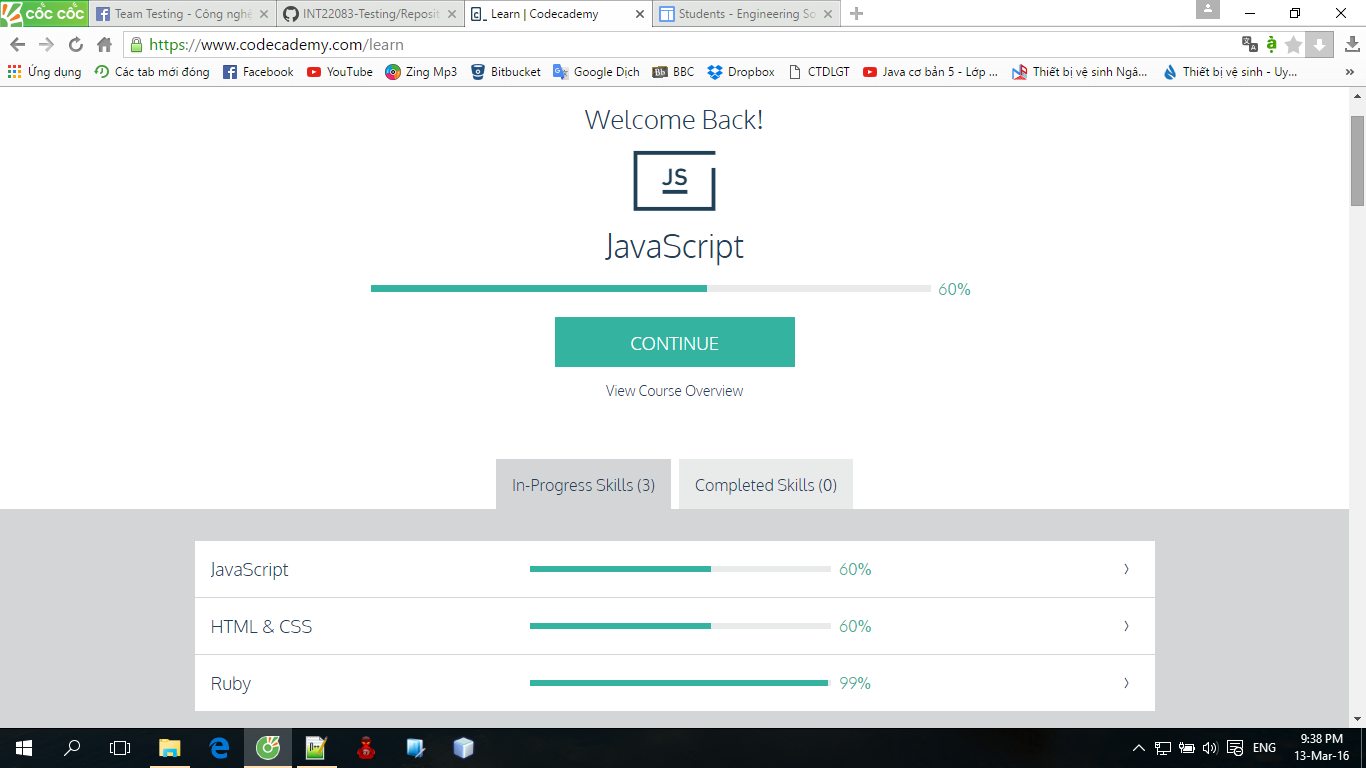 cốc cốc
Team Testing - Công nghệ
INT22083-Testing/Reposit
Learn | Codecademy
Students - Engineering So
https://www.codecademy.com/learn
Ứng dụng
Các tab mới đóng
Facebook
YouTube
Zing Mp3
Bitbucket
Google Dịch
BBC
Dropbox
CTDLGT
Java cơ bản 5 - Lớp ...
Thiết bị vệ sinh Ngâ...
Thiết bị vệ sinh - Uy...
Welcome Back!
JS
JavaScript
60%
CONTINUE
View Course Overview
In-Progress Skills (3)
Completed Skills (0)
JavaScript 60%
HTML & CSS 60%
Ruby 99%
ENG
9:38 PM
13-Mar-16